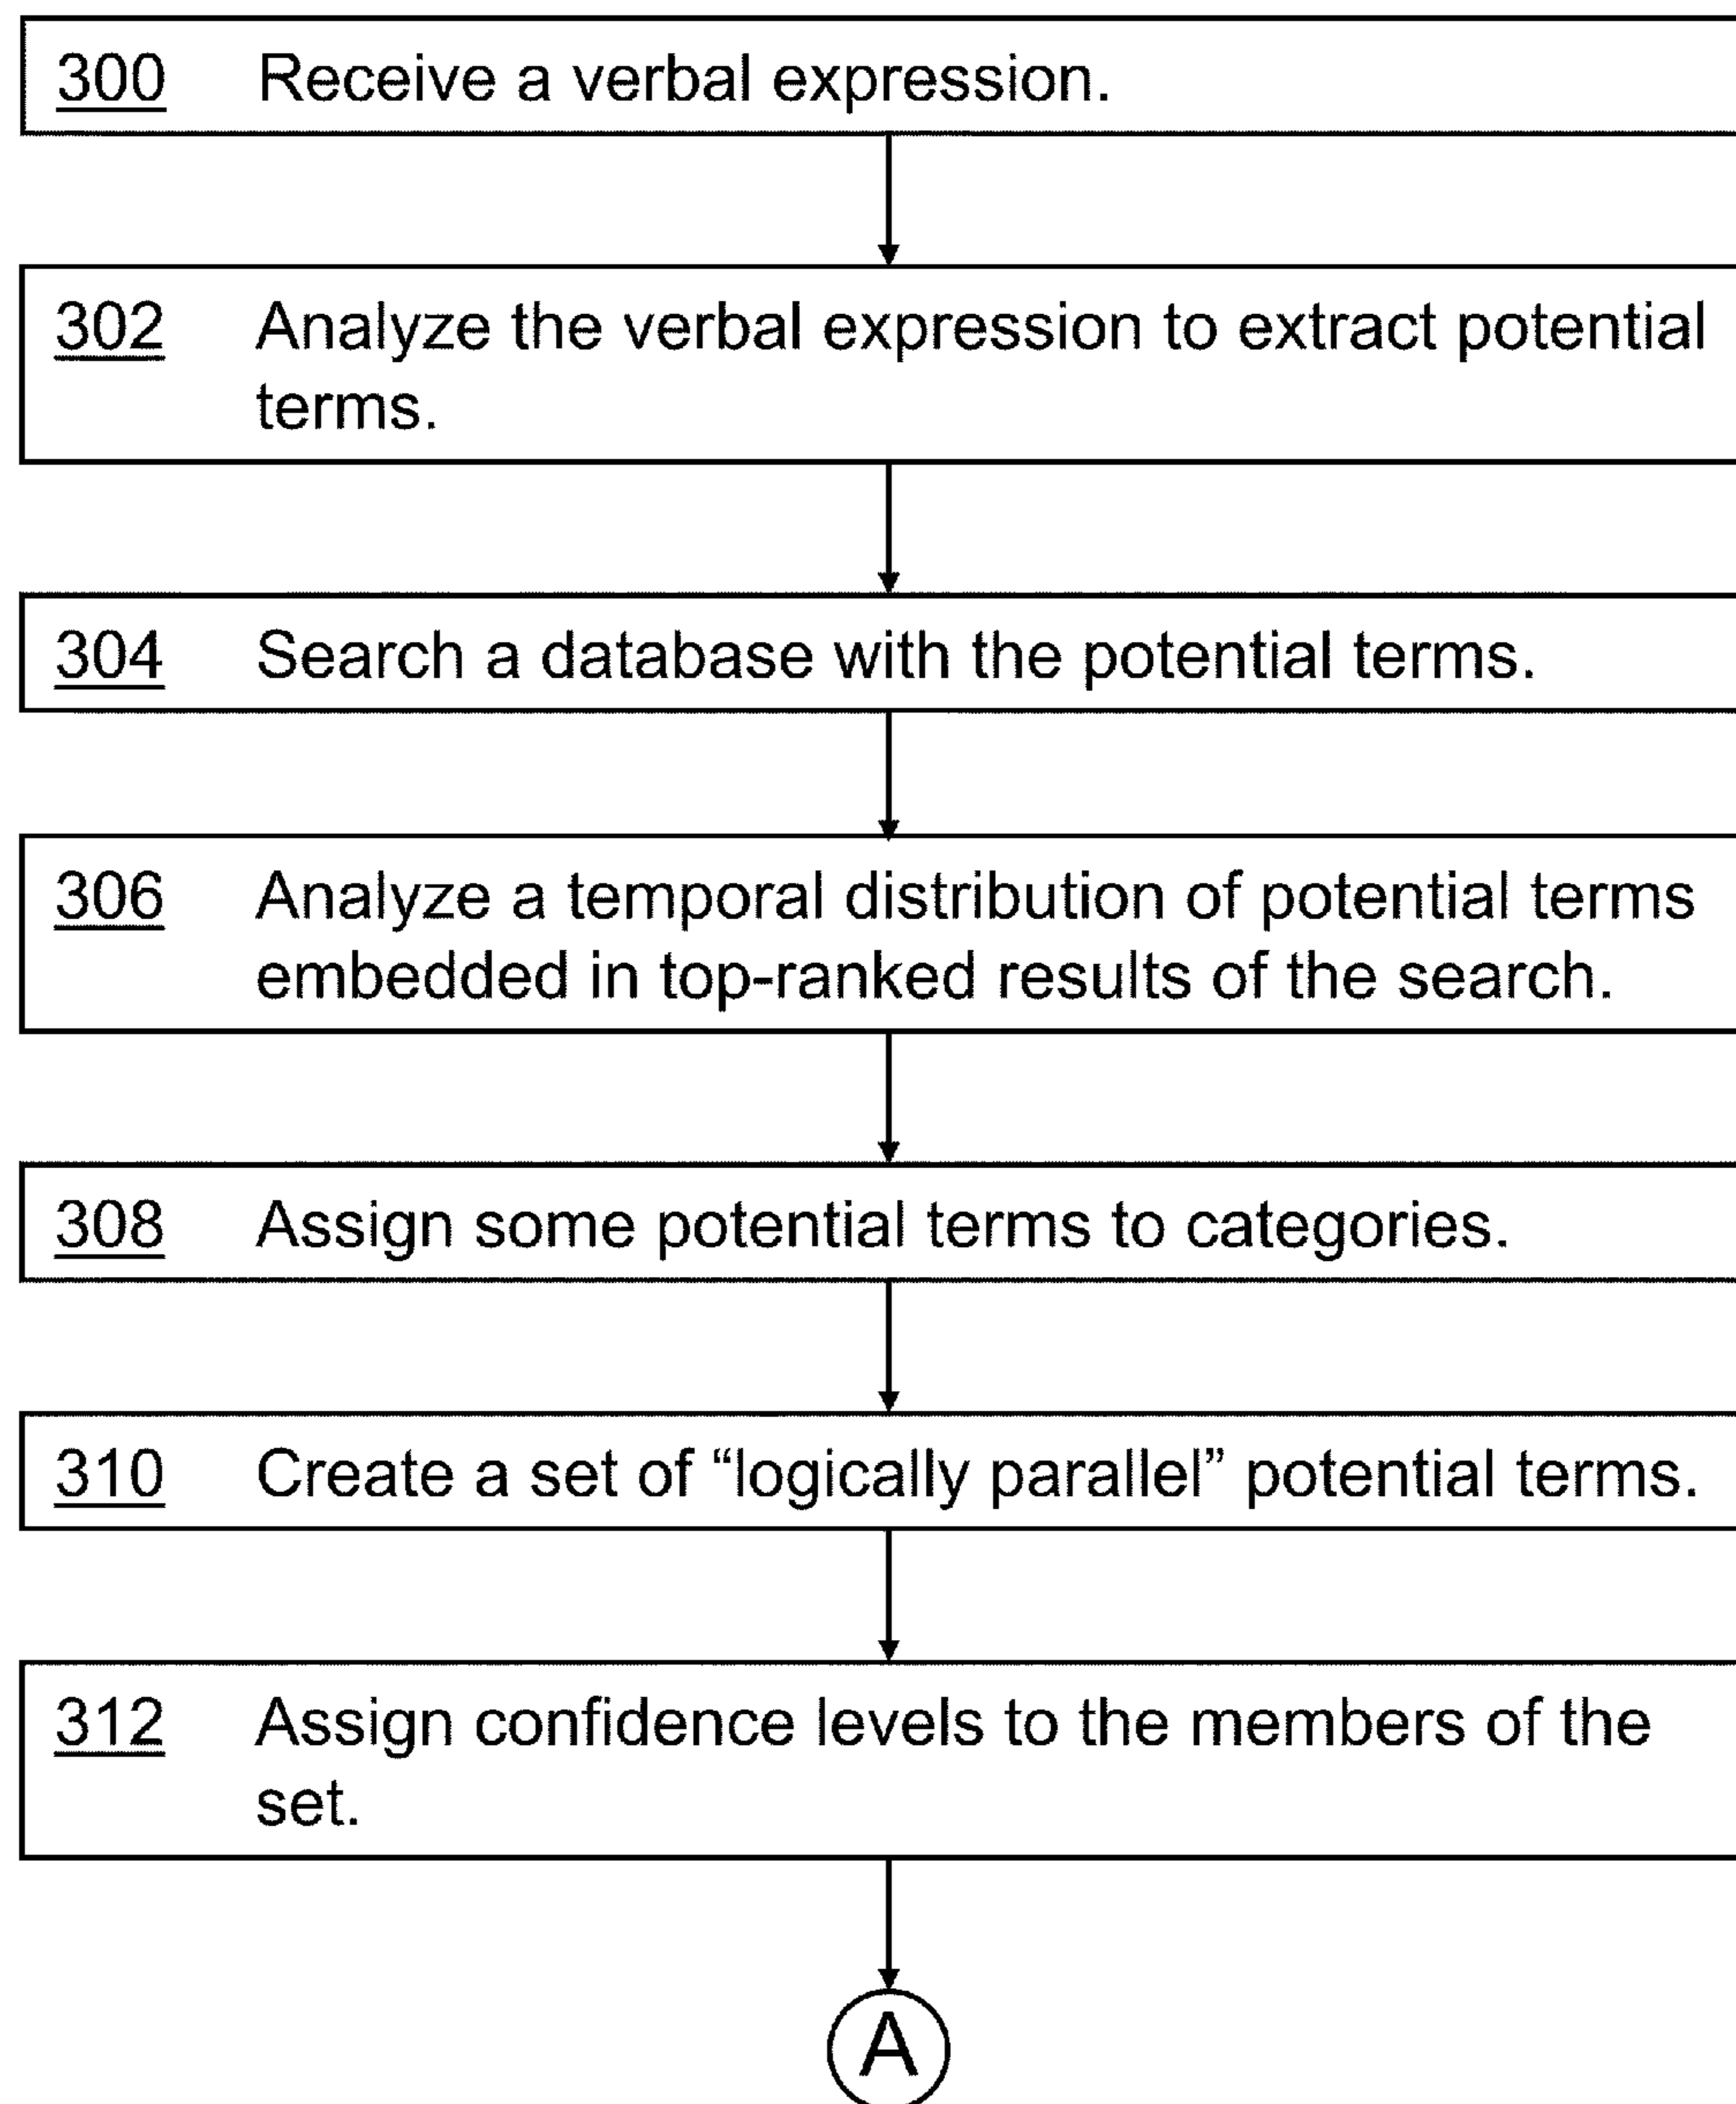 300 Receive a verbal expression.
302 Analyze the verbal expression to extract potential
terms.
304 Search a database with the potential terms.
306 Analyze a temporal distribution of potential terms
embedded in top-ranked results of the search.
308 Assign some potential terms to categories.
310 Create a set of “logically parallel” potential terms.
312 Assign confidence levels to the members of the
set.
A